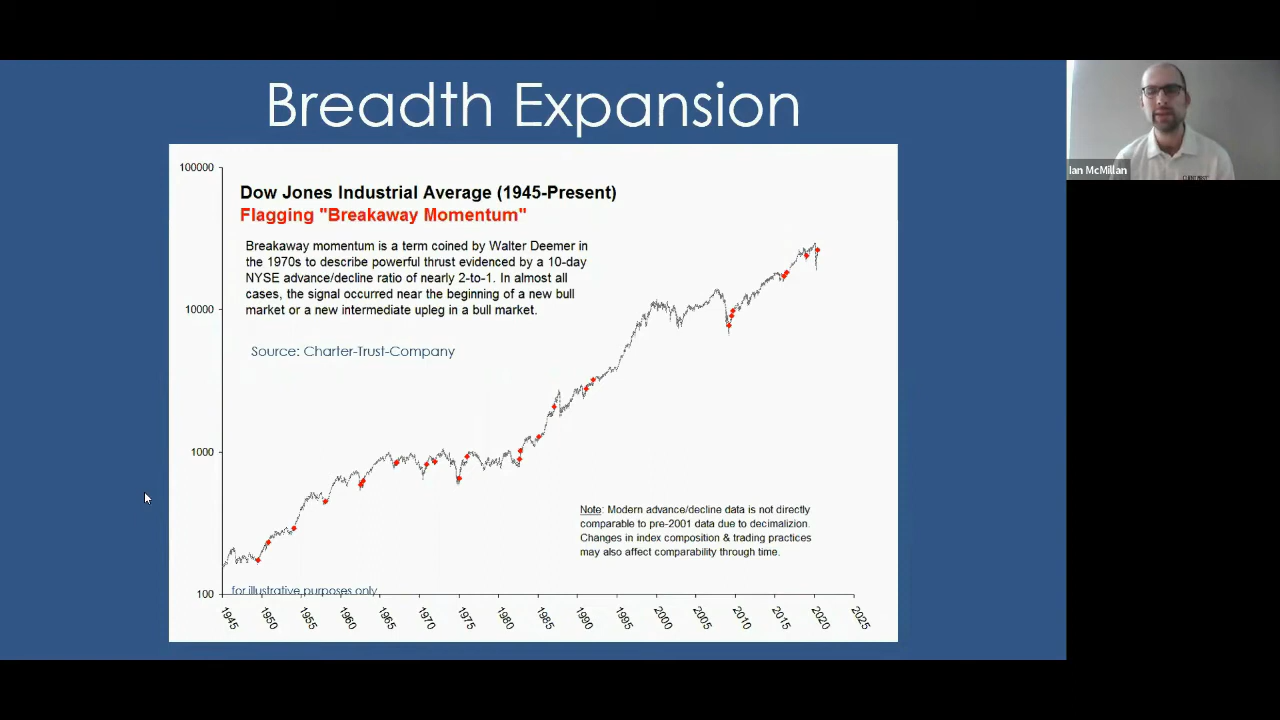 Breadth Expansion
Ian McMillan
100000
10000
1000
100
Dow Jones Industrial Average (1945-Present)
Flagging "Breakaway Momentum"
Breakaway momentum is a term coined by Walter Deemer in
the 1970s to describe powerful thrust evidenced by a 10-day
NYSE advance/decline ratio of nearly 2-to-1. In almost all
cases, the signal occurred near the beginning of a new bull
market or a new intermediate upleg in a bull market.
Source: Charter-Trust-Company
Note: Modern advance/decline data is not directly
comparable to pre-2001 data due to decimalizion.
Changes in index composition & trading practices
may also affect comparability through time.
for illustrative purposes only
1945
1950
1955
1960
1965
1970
1975
1980
1985
1990
1995
2000
2005
2010
2015
2020
2025